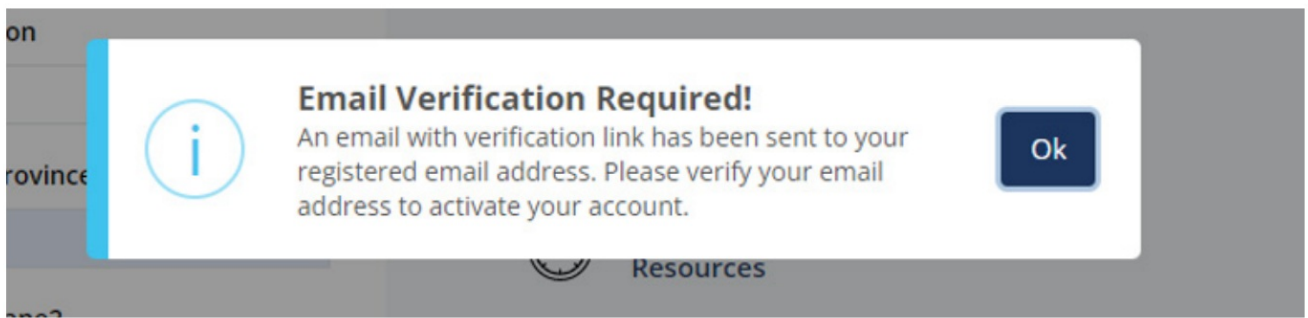 on
Email Verification Required!
An email with verification link has been sent to your
registered email address. Please verify your email
address to activate your account.
Ok
rovince
Resources